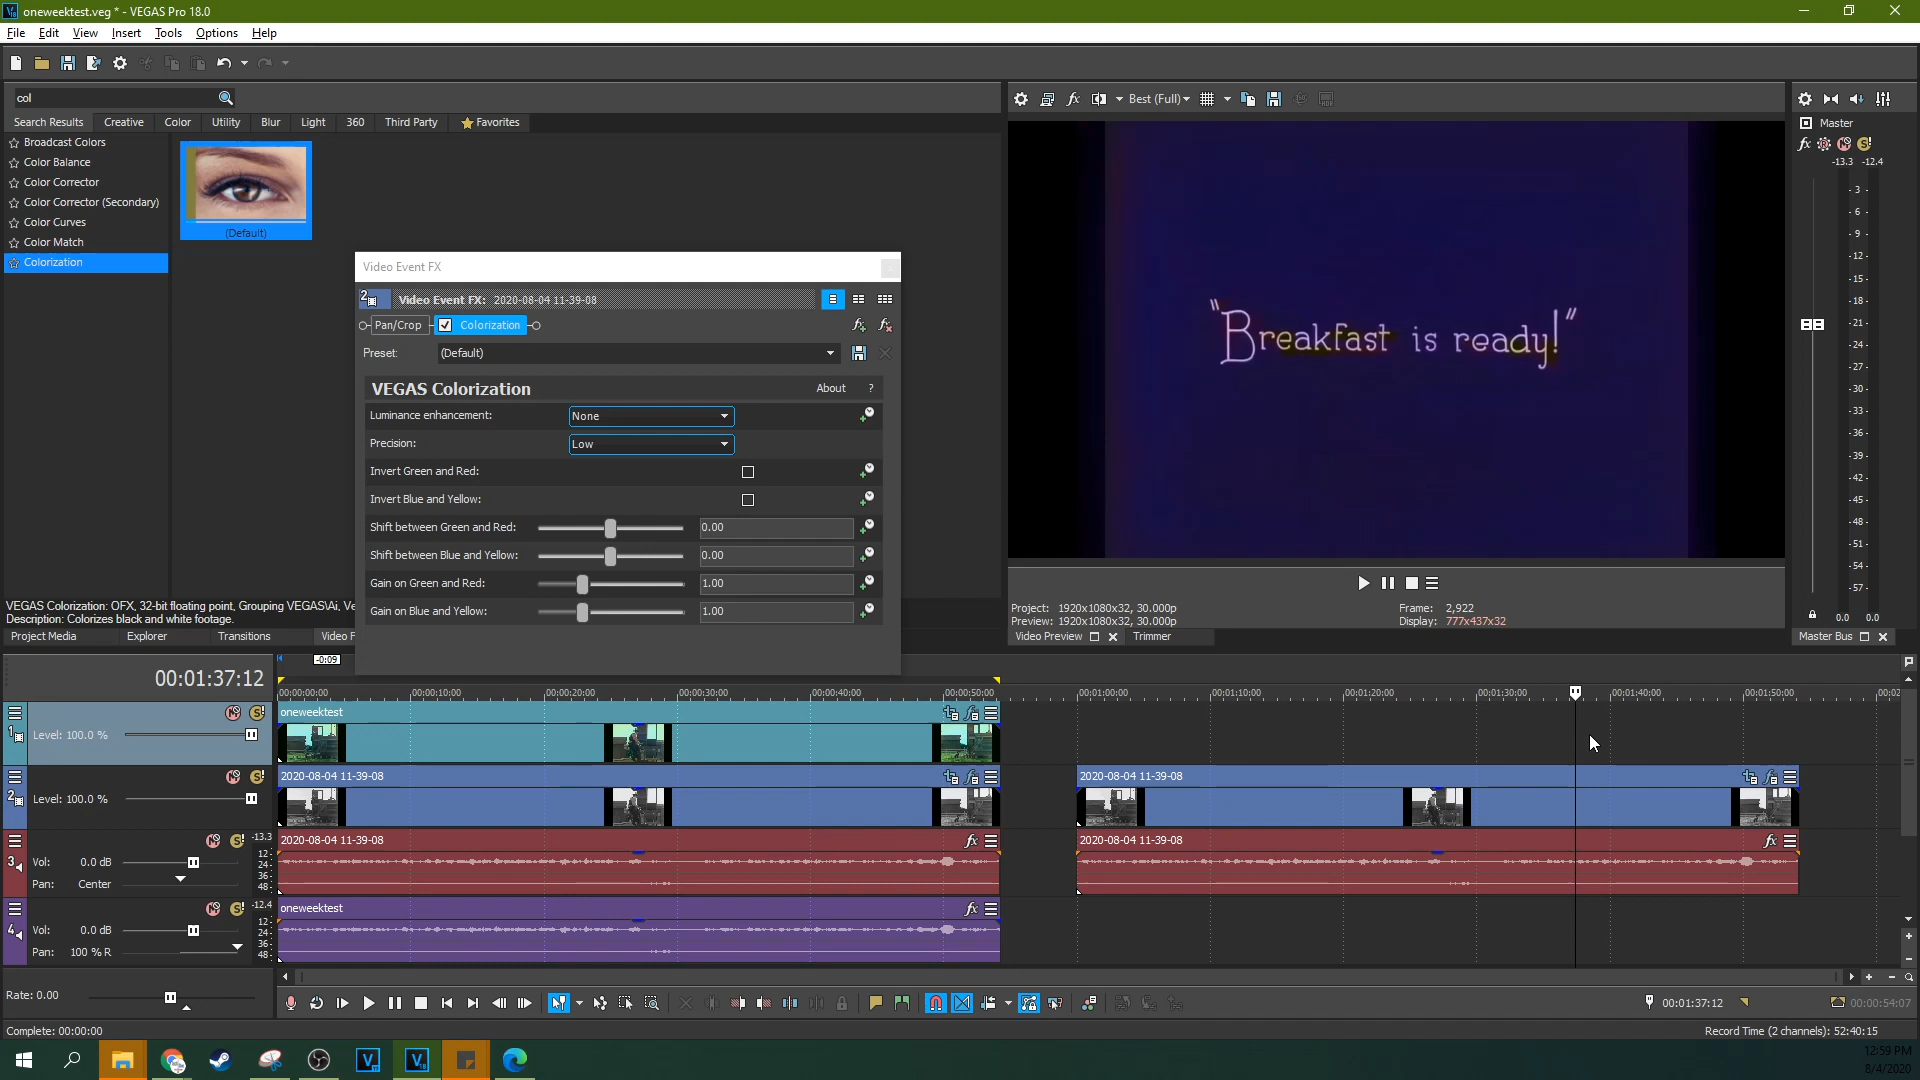 oneweektest.veg * - VEGAS Pro 18.0
File Edit View Insert Tools Options Help
col
Search Results Creative Color Utility Blur Light 360 Third Party Favorites
Broadcast Colors
Color Balance
Color Corrector
Color Corrector (Secondary)
Color Curves
Color Match
Colorization
(Default)
VEGAS Colorization: OFX, 32-bit floating point, Grouping VEGAS\Ai, Ve
Description: Colorizes black and white footage.
Project Media Explorer Transitions Video F
Video Event FX
Video Event FX: 2020-08-04 11-39-08
Pan/Crop Colorization
Preset: (Default)
VEGAS Colorization About ?
Luminance enhancement: None
Precision: Low
Invert Green and Red:
Invert Blue and Yellow:
Shift between Green and Red: 0.00
Shift between Blue and Yellow: 0.00
Gain on Green and Red: 1.00
Gain on Blue and Yellow: 1.00
Best (Full)
"Breakfast is ready!"
Project: 1920x1080x32, 30.000p
Preview: 1920x1080x32, 30.000p
Frame: 2,922
Display: 777x437x32
Video Preview Trimmer
Master
-13.3 -12.4
- 3 -
- 6 -
- 9 -
- 12 -
- 15 -
- 18 -
- 21 -
- 24 -
- 27 -
- 30 -
- 33 -
- 36 -
- 39 -
- 42 -
- 45 -
- 48 -
- 51 -
- 54 -
- 57 -
0.0 0.0
Master Bus
00:01:37:12
-0:09
00:00:00:00 00:00:10:00 00:00:20:00 00:00:30:00 00:00:40:00 00:00:50:00 00:01:00:00 00:01:10:00 00:01:20:00 00:01:30:00 00:01:40:00 00:01:50:00 00:02
1 Level: 100.0 %
oneweektest
2 Level: 100.0 %
2020-08-04 11-39-08 2020-08-04 11-39-08
3 Vol: 0.0 dB
Pan: Center
-13.3
12-
24-
36-
48-
2020-08-04 11-39-08 2020-08-04 11-39-08
4 Vol: 0.0 dB
Pan: 100 % R
-12.4
12-
24-
36-
48-
oneweektest
Rate: 0.00
00:01:37:12 00:00:54:07
Complete: 00:00:00
Record Time (2 channels): 52:40:15
12:59 PM
8/4/2020